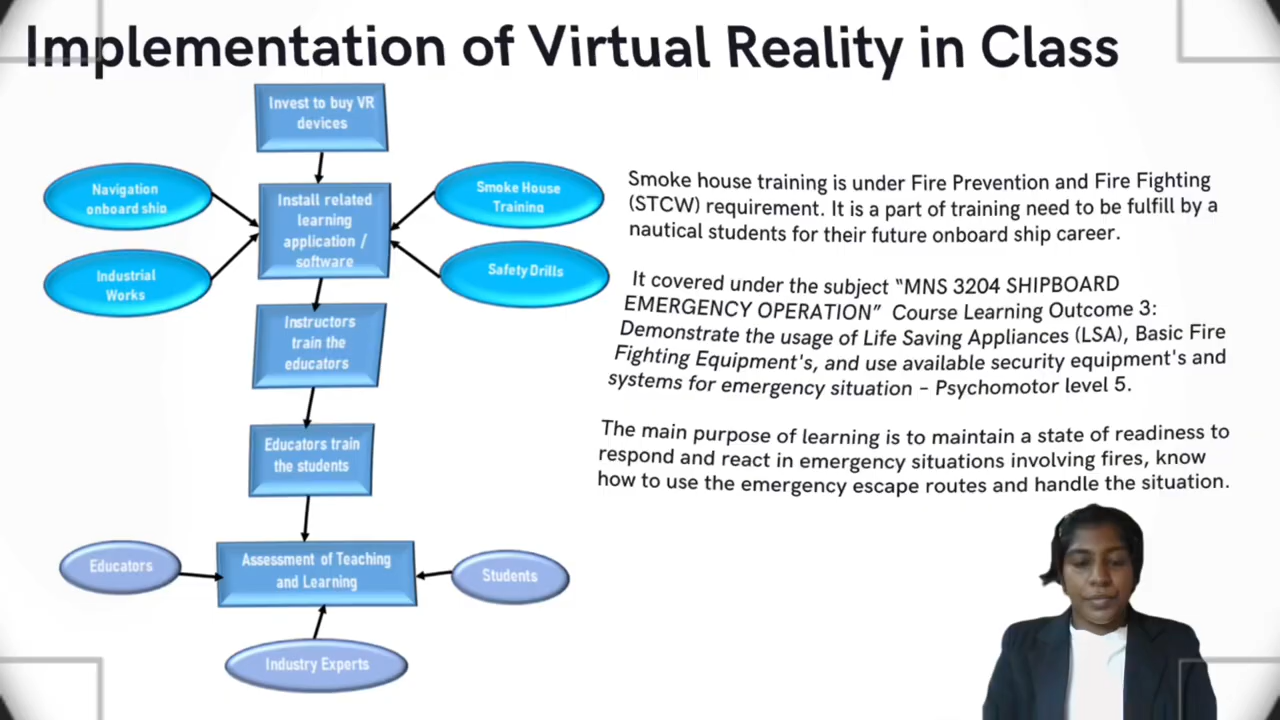 Implementation of Virtual Reality in Class
Invest to buy VR
devices
Navigation
onboard ship
Install related
learning
application /
software
Smoke House
Training
Industrial
Works
Safety Drills
Instructors
train the
educators
Educators train
the students
Educators
Assessment of Teaching
and Learning
Students
Industry Experts
Smoke house training is under Fire Prevention and Fire Fighting
(STCW) requirement. It is a part of training need to be fulfill by a
nautical students for their future onboard ship career.
It covered under the subject “MNS 3204 SHIPBOARD
EMERGENCY OPERATION” Course Learning Outcome 3:
Demonstrate the usage of Life Saving Appliances (LSA), Basic Fire
Fighting Equipment's, and use available security equipment's and
systems for emergency situation – Psychomotor level 5.
The main purpose of learning is to maintain a state of readiness to
respond and react in emergency situations involving fires, know
how to use the emergency escape routes and handle the situation.